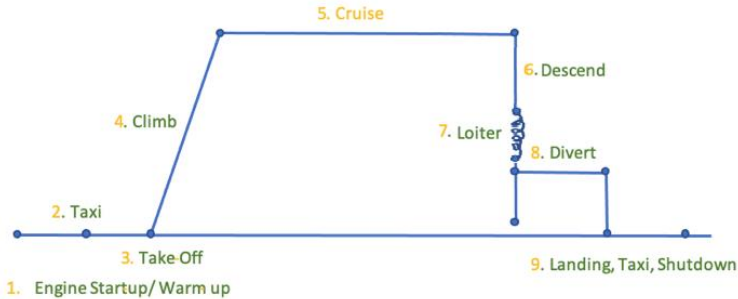 5. Cruise
6. Descend
4. Climb
7. Loiter
8. Divert
2. Taxi
3. Take-Off
9. Landing, Taxi, Shutdown
1. Engine Startup/ Warm up